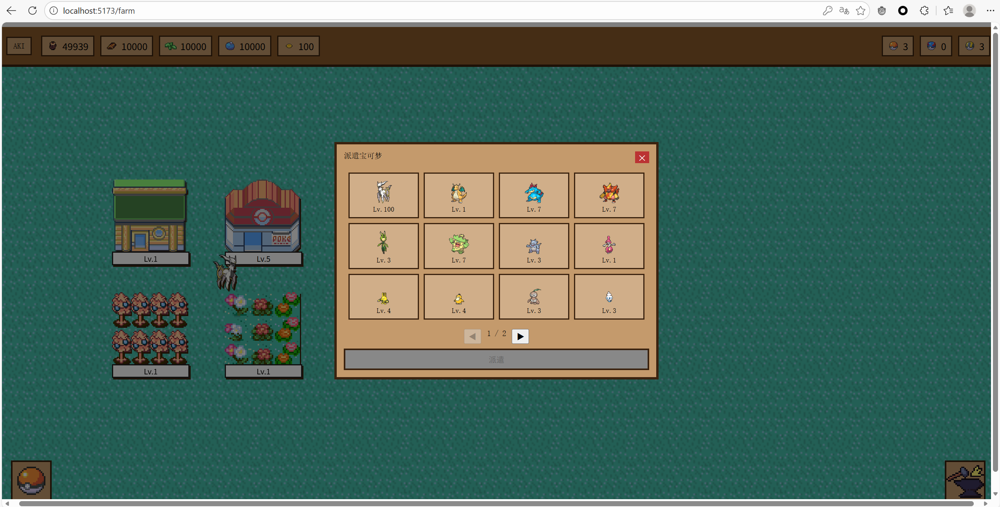 localhost:5173/farm
AKI 49939 10000 10000 10000 100 3 0 3
派遣宝可梦
Lv.100 Lv.1 Lv.7 Lv.7
Lv.3 Lv.7 Lv.3 Lv.1
Lv.4 Lv.4 Lv.3 Lv.3
1 / 2
派遣
Lv.1 Lv.5
Lv.1 Lv.1